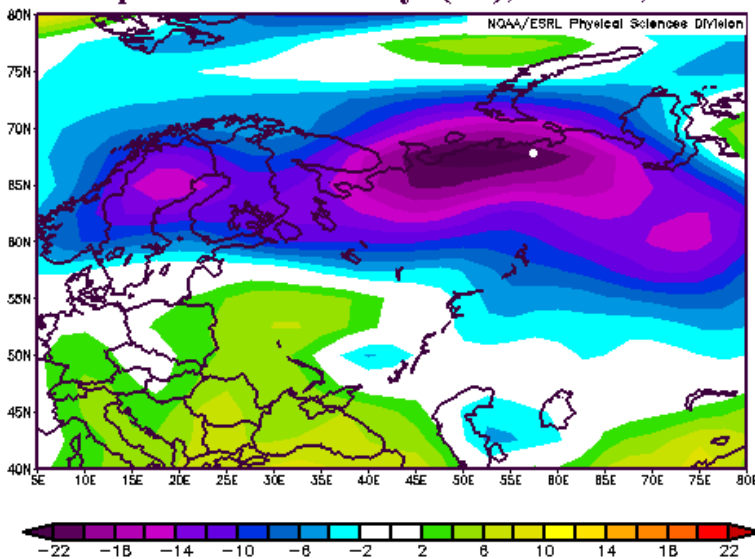 80N
NOAA/ESRL Physical Sciences Division
75N
70N
65N
60N
55N
50N
45N
40N
5E 10E 15E 20E 25E 30E 35E 40E 45E 50E 55E 60E 65E 70E 75E 80E
-22 -18 -14 -10 -6 -2 2 6 10 14 18 22